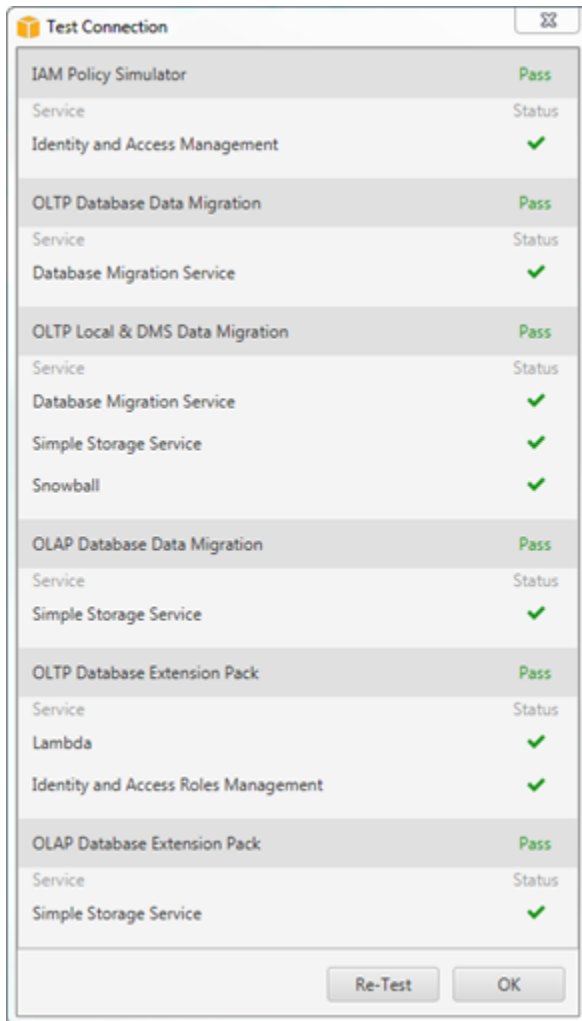 Test Connection
IAM Policy Simulator Pass
Service Status
Identity and Access Management
OLTP Database Data Migration Pass
Service Status
Database Migration Service
OLTP Local & DMS Data Migration Pass
Service Status
Database Migration Service
Simple Storage Service
Snowball
OLAP Database Data Migration Pass
Service Status
Simple Storage Service
OLTP Database Extension Pack Pass
Service Status
Lambda
Identity and Access Roles Management
OLAP Database Extension Pack Pass
Service Status
Simple Storage Service
Re-Test OK